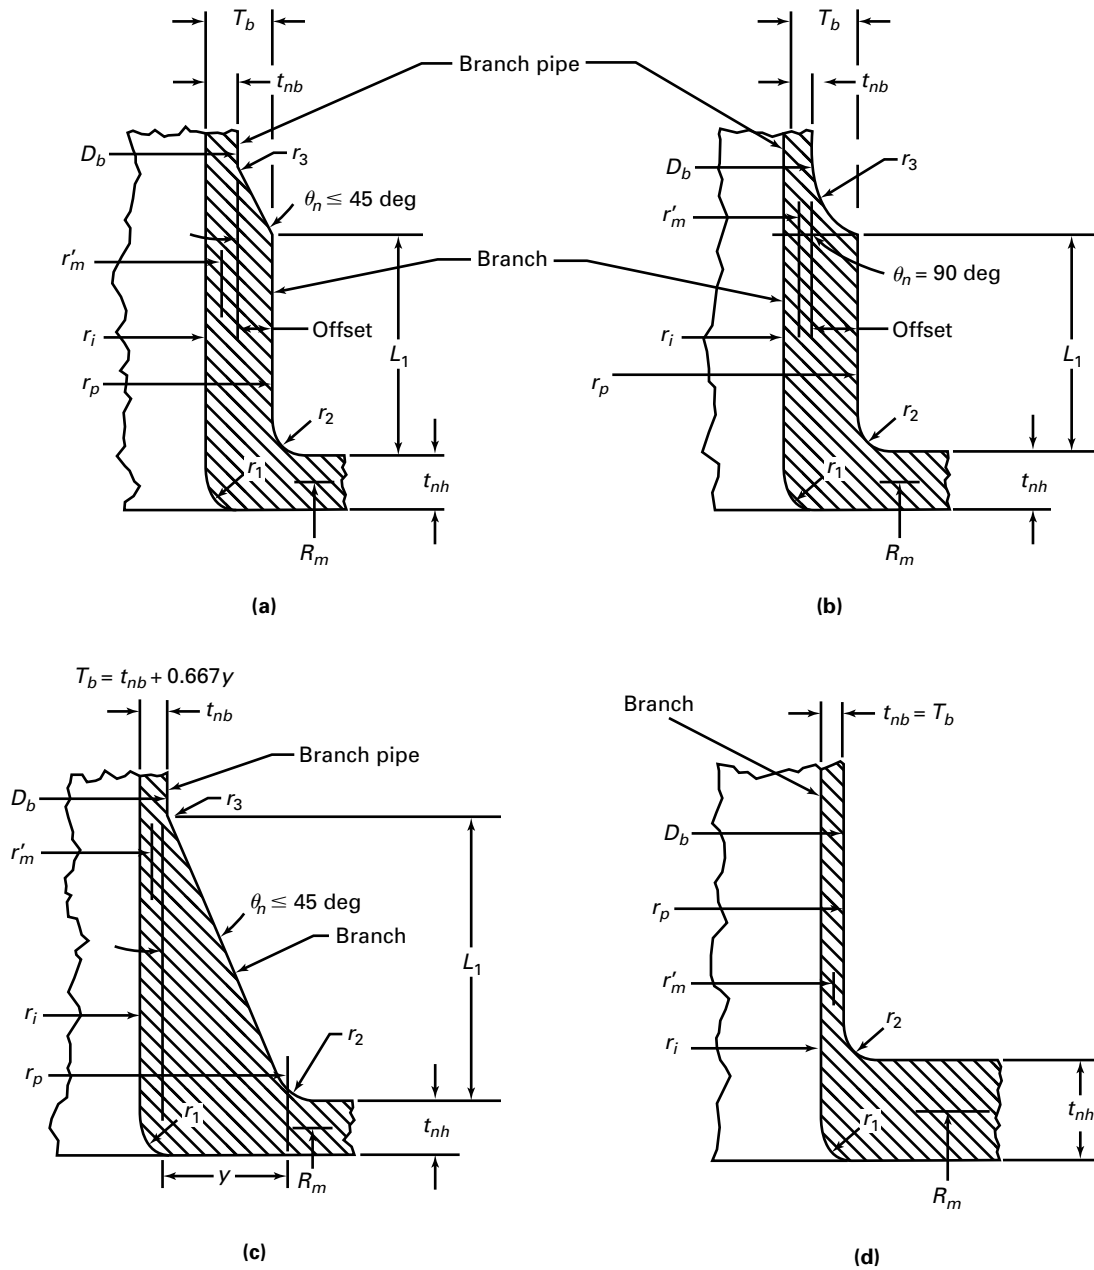 T_b
T_b
Branch pipe
t_nb
t_nb
D_b
r_3
D_b
r_3
θ_n ≤ 45 deg
r′_m
r′_m
Branch
θ_n = 90 deg
r_i
Offset
r_i
Offset
L_1
L_1
r_p
r_p
r_2
r_2
r_1
r_1
t_nh
t_nh
R_m
R_m
(a)
(b)
T_b = t_nb + 0.667y
t_nb
Branch
t_nb = T_b
Branch pipe
D_b
r_3
D_b
r′_m
θ_n ≤ 45 deg
r_p
Branch
L_1
r′_m
r_i
r_2
r_2
r_i
r_p
r_1
t_nh
r_1
t_nh
y
R_m
R_m
(c)
(d)